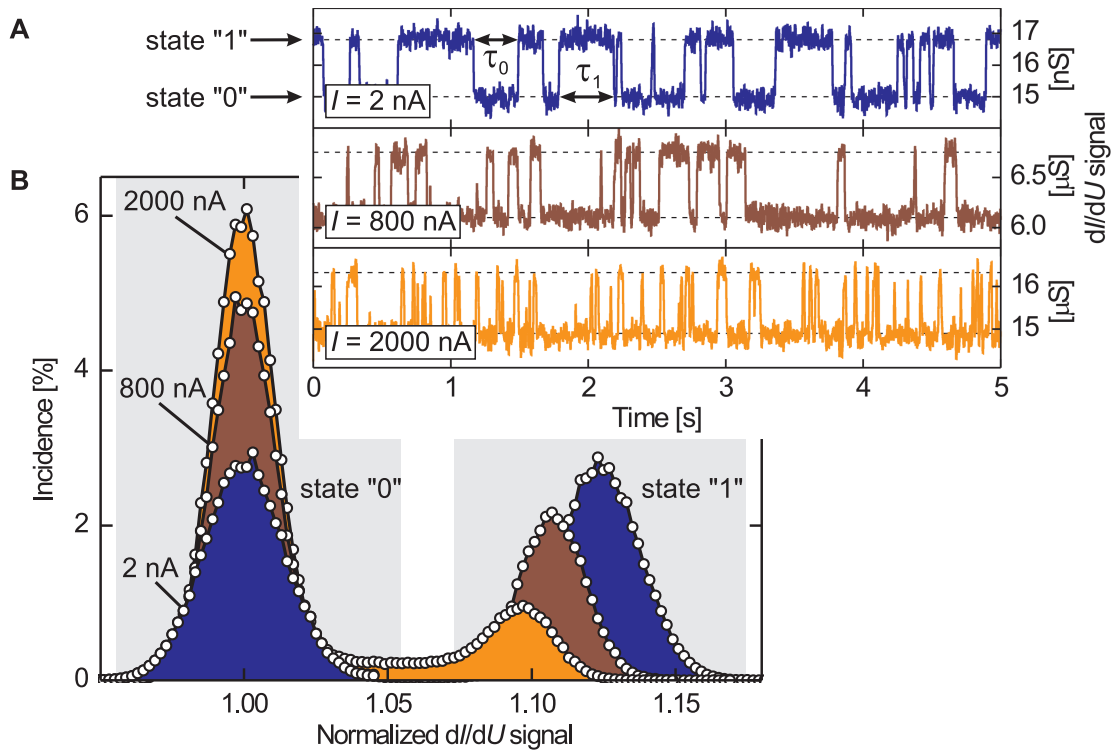 A
state "1"
state "0"
τ0
τ1
I = 2 nA
17
16
15
[nS]
I = 800 nA
6.5
6.0
[µS]
dI/dU signal
I = 2000 nA
16
15
[µS]
0 1 2 3 4 5
Time [s]
B
6%
4
2
0
Incidence [%]
2000 nA
800 nA
2 nA
state "0"
state "1"
1.00 1.05 1.10 1.15
Normalized dI/dU signal